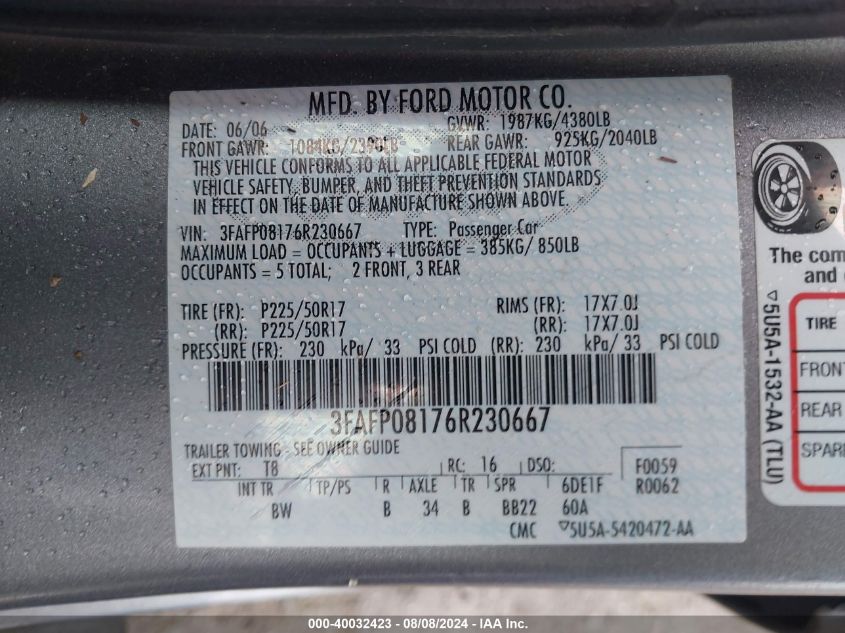 MFD. BY FORD MOTOR CO.
DATE: 06/06 GVWR: 1987KG/4380LB
FRONT GAWR: 1084KG/2390LB REAR GAWR: 925KG/2040LB
THIS VEHICLE CONFORMS TO ALL APPLICABLE FEDERAL MOTOR
VEHICLE SAFETY, BUMPER, AND THEFT PREVENTION STANDARDS
IN EFFECT ON THE DATE OF MANUFACTURE SHOWN ABOVE.
VIN: 3FAFP08176R230667 TYPE: Passenger Car
MAXIMUM LOAD = OCCUPANTS + LUGGAGE = 385KG/ 850LB
OCCUPANTS = 5 TOTAL; 2 FRONT, 3 REAR
TIRE (FR): P225/50R17 RIMS (FR): 17X7.0J
(RR): P225/50R17 (RR): 17X7.0J
PRESSURE (FR): 230 kPa/ 33 PSI COLD (RR): 230 kPa/ 33 PSI COLD
3FAFP08176R230667
TRAILER TOWING - SEE OWNER GUIDE
EXT PNT: T8 RC: 16 DSO: F0059
INT TR TP/PS R AXLE TR SPR 6DE1F R0062
BW B 34 B BB22 60A
CMC 5U5A-5420472-AA
The com
and
5U5A-1532-AA (TLU)
TIRE
FRONT
REAR
SPAR
000-40032423 - 08/08/2024 - IAA Inc.